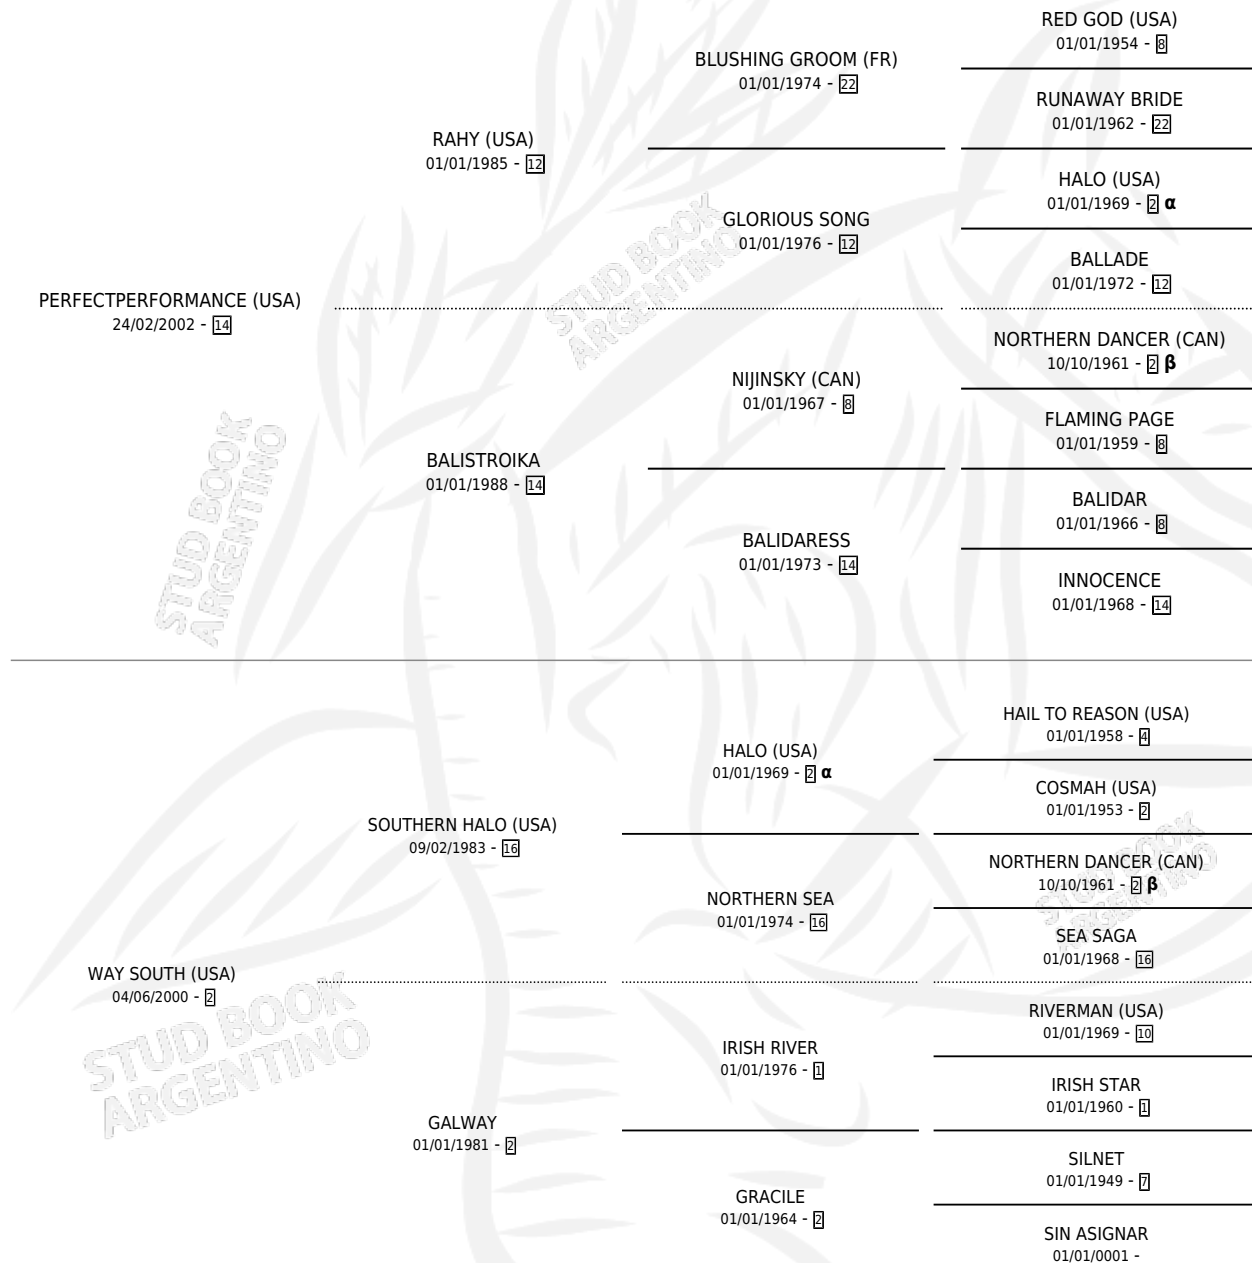 RED GOD (USA)
01/01/1954 - 8
BLUSHING GROOM (FR)
01/01/1974 - 22
RUNAWAY BRIDE
01/01/1962 - 22
RAHY (USA)
01/01/1985 - 12
HALO (USA)
01/01/1969 - 2 α
GLORIOUS SONG
01/01/1976 - 12
BALLADE
01/01/1972 - 12
PERFECTPERFORMANCE (USA)
24/02/2002 - 14
NORTHERN DANCER (CAN)
10/10/1961 - 2 β
NIJINSKY (CAN)
01/01/1967 - 8
FLAMING PAGE
01/01/1959 - 8
BALISTROIKA
01/01/1988 - 14
BALIDAR
01/01/1966 - 8
BALIDARESS
01/01/1973 - 14
INNOCENCE
01/01/1968 - 14
HAIL TO REASON (USA)
01/01/1958 - 4
HALO (USA)
01/01/1969 - 2 α
COSMAH (USA)
01/01/1953 - 2
SOUTHERN HALO (USA)
09/02/1983 - 16
NORTHERN DANCER (CAN)
10/10/1961 - 2 β
NORTHERN SEA
01/01/1974 - 16
SEA SAGA
01/01/1968 - 16
WAY SOUTH (USA)
04/06/2000 - 2
RIVERMAN (USA)
01/01/1969 - 10
IRISH RIVER
01/01/1976 - 1
IRISH STAR
01/01/1960 - 1
GALWAY
01/01/1981 - 2
SILNET
01/01/1949 - 7
GRACILE
01/01/1964 - 2
SIN ASIGNAR
01/01/0001 -
STUD BOOK
ARGENTINO
STUD BOOK
ARGENTINO
STUD BOOK
ARGENTINO
STUD BOOK
ARGENTINO